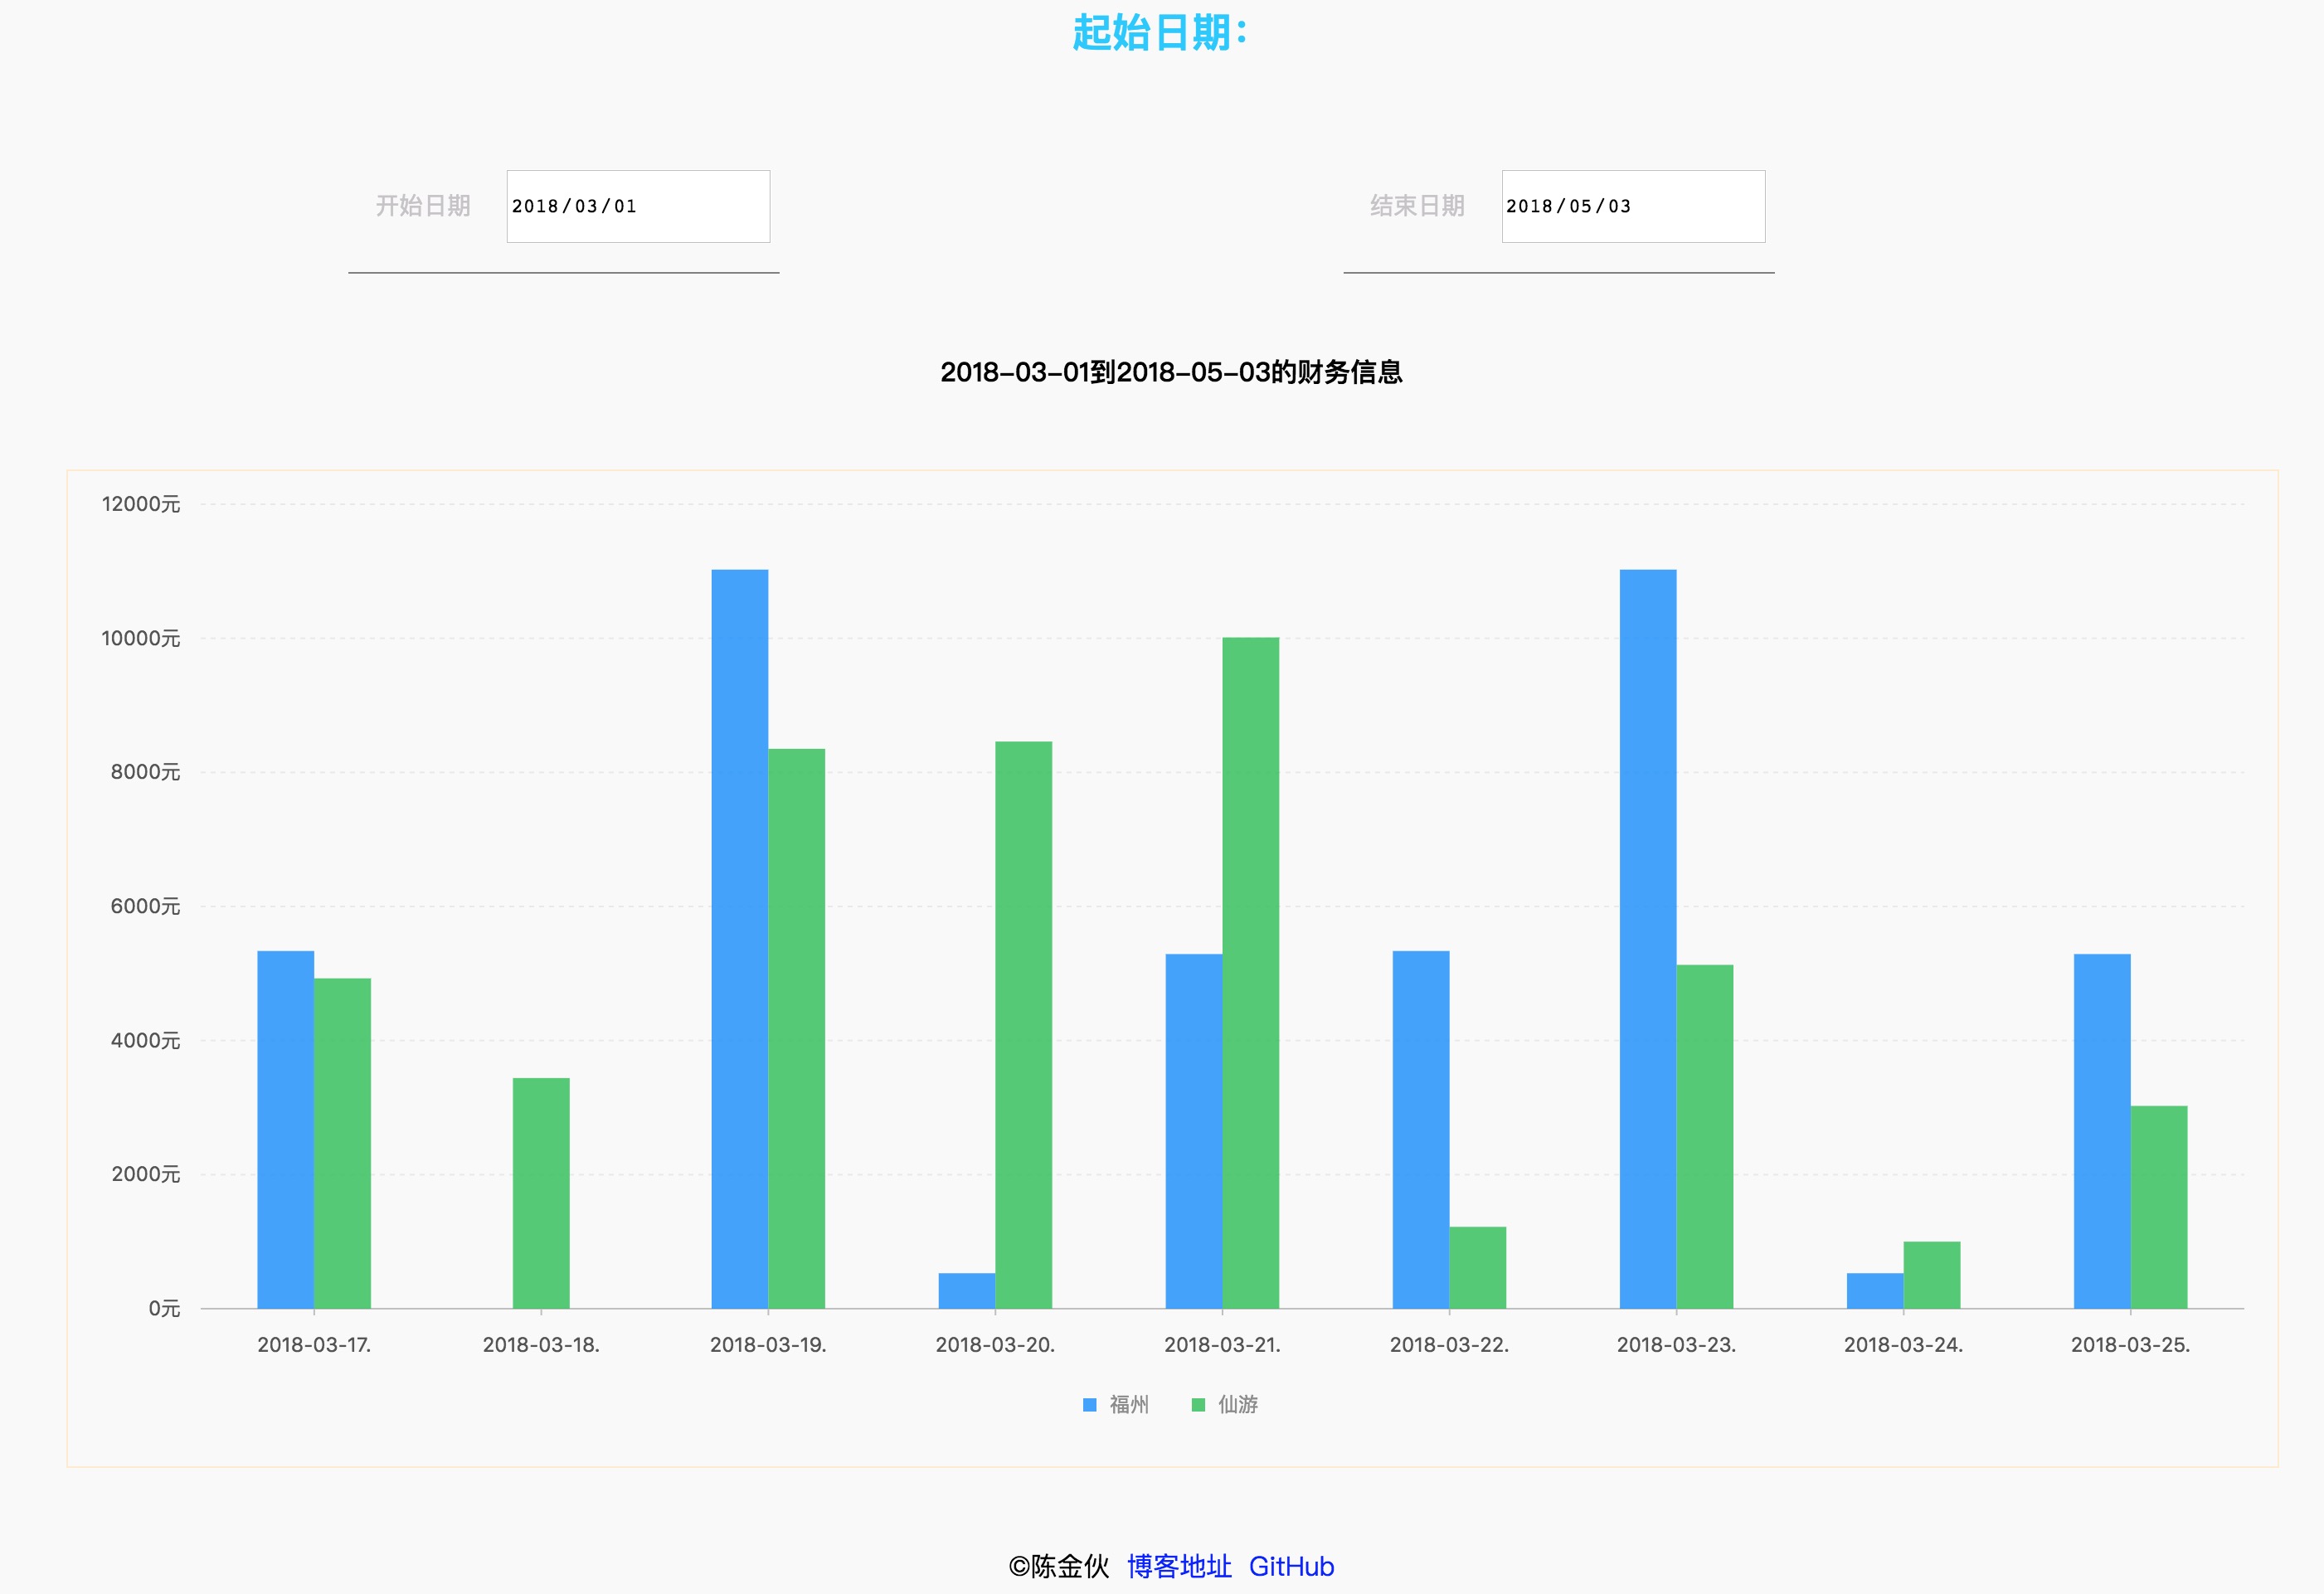 起始日期：
开始日期 2018/03/01 结束日期 2018/05/03
2018-03-01到2018-05-03的财务信息
12000元
10000元
8000元
6000元
4000元
2000元
0元
2018-03-17. 2018-03-18. 2018-03-19. 2018-03-20. 2018-03-21. 2018-03-22. 2018-03-23. 2018-03-24. 2018-03-25.
福州 仙游
©陈金伙 博客地址 GitHub